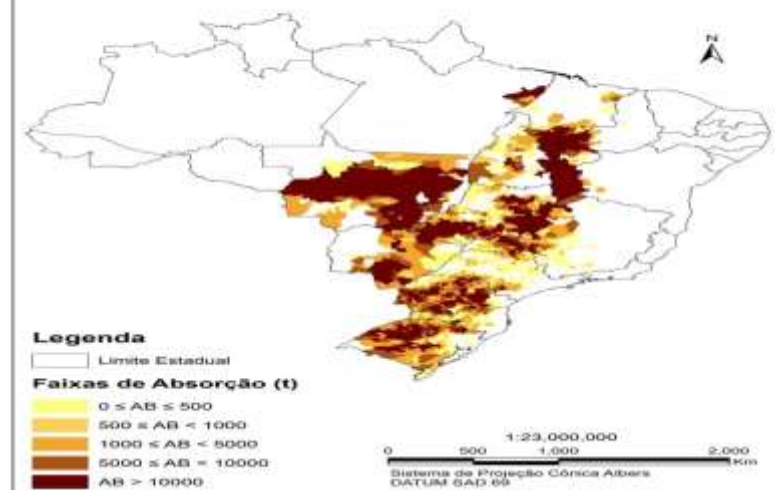 N
Legenda
Limite Estadual
Faixas de Absorção (t)
0 ≤ AB ≤ 500
500 ≤ AB < 1000
1000 ≤ AB < 5000
5000 ≤ AB = 10000
AB > 10000
1:23,000,000
0 500 1.000 2.000
Km
Sistema de Projeção Cônica Albers
DATUM SAD 69